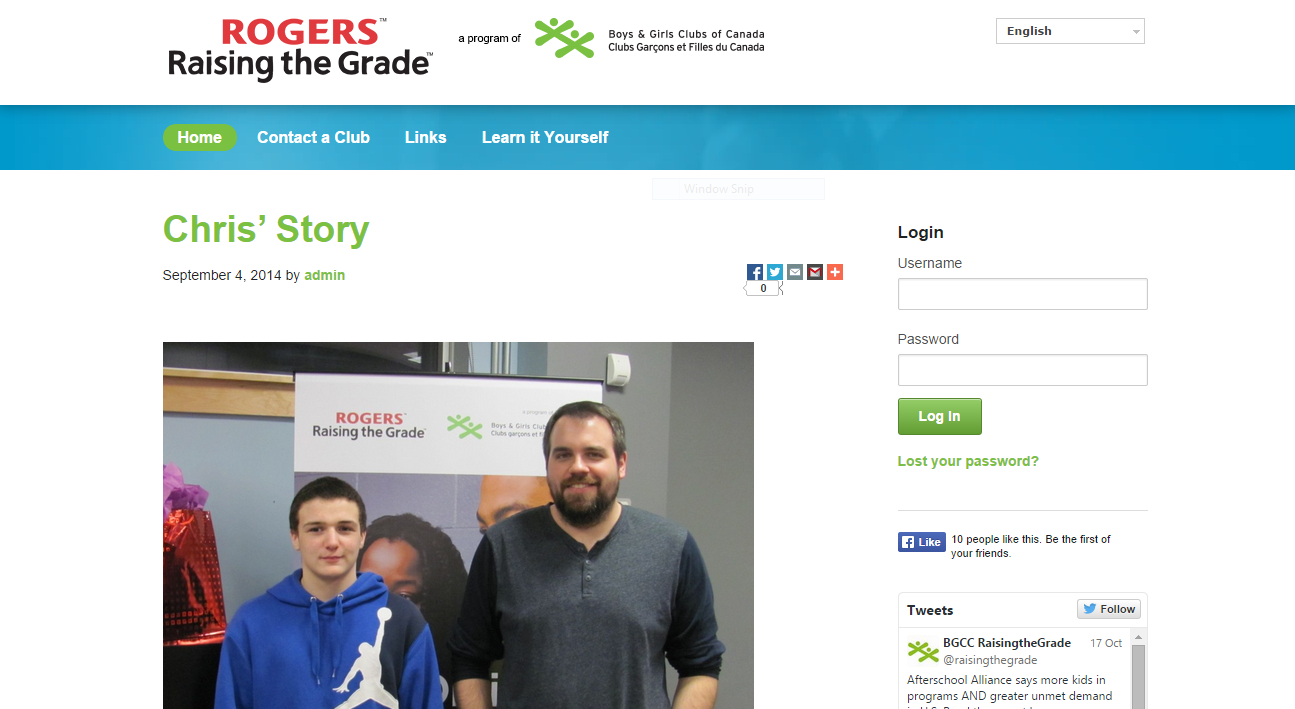 ROGERS™
Raising the Grade™
a program of
Boys & Girls Clubs of Canada
Clubs Garçons et Filles du Canada
English
Home
Contact a Club
Links
Learn it Yourself
Window Snip
Chris’ Story
September 4, 2014 by admin
0
ROGERS™
Raising the Grade™
a program of
Boys & Girls
Clubs garçons et
Login
Username
Password
Log In
Lost your password?
Like
10 people like this. Be the first of
your friends.
Tweets
Follow
BGCC RaisingtheGrade
17 Oct
@raisingthegrade
Afterschool Alliance says more kids in
programs AND greater unmet demand